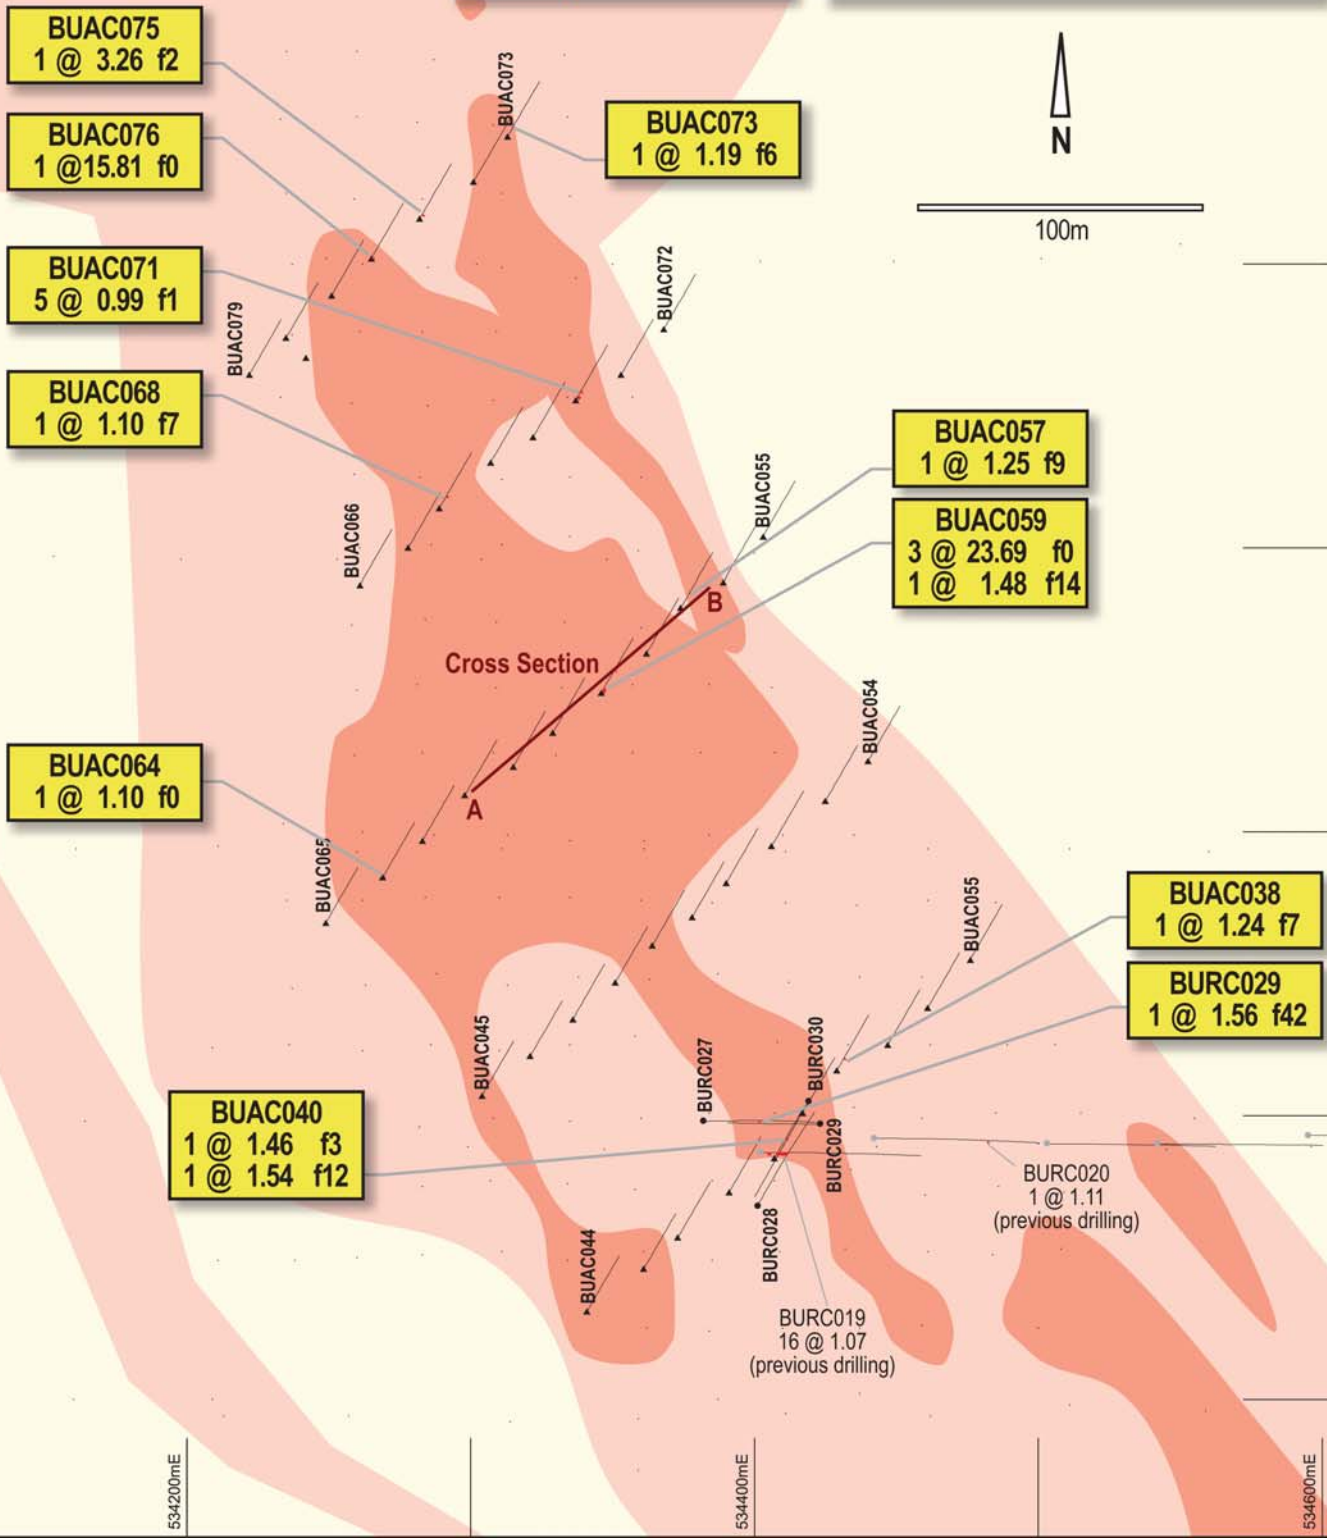 BUAC075
1 @ 3.26 f2
BUAC076
1 @15.81 f0
BUAC071
5 @ 0.99 f1
BUAC068
1 @ 1.10 f7
BUAC073
BUAC073
1 @ 1.19 f6
N
100m
BUAC079
BUAC072
BUAC066
BUAC055
BUAC057
1 @ 1.25 f9
BUAC059
3 @ 23.69 f0
1 @ 1.48 f14
B
Cross Section
A
BUAC054
BUAC064
1 @ 1.10 f0
BUAC065
BUAC055
BUAC038
1 @ 1.24 f7
BURC029
1 @ 1.56 f42
BUAC045
BURC027
BURC030
BUAC040
1 @ 1.46 f3
1 @ 1.54 f12
BURC029
BURC020
1 @ 1.11
(previous drilling)
BURC028
BUAC044
BURC019
16 @ 1.07
(previous drilling)
534200mE
534400mE
534600mE